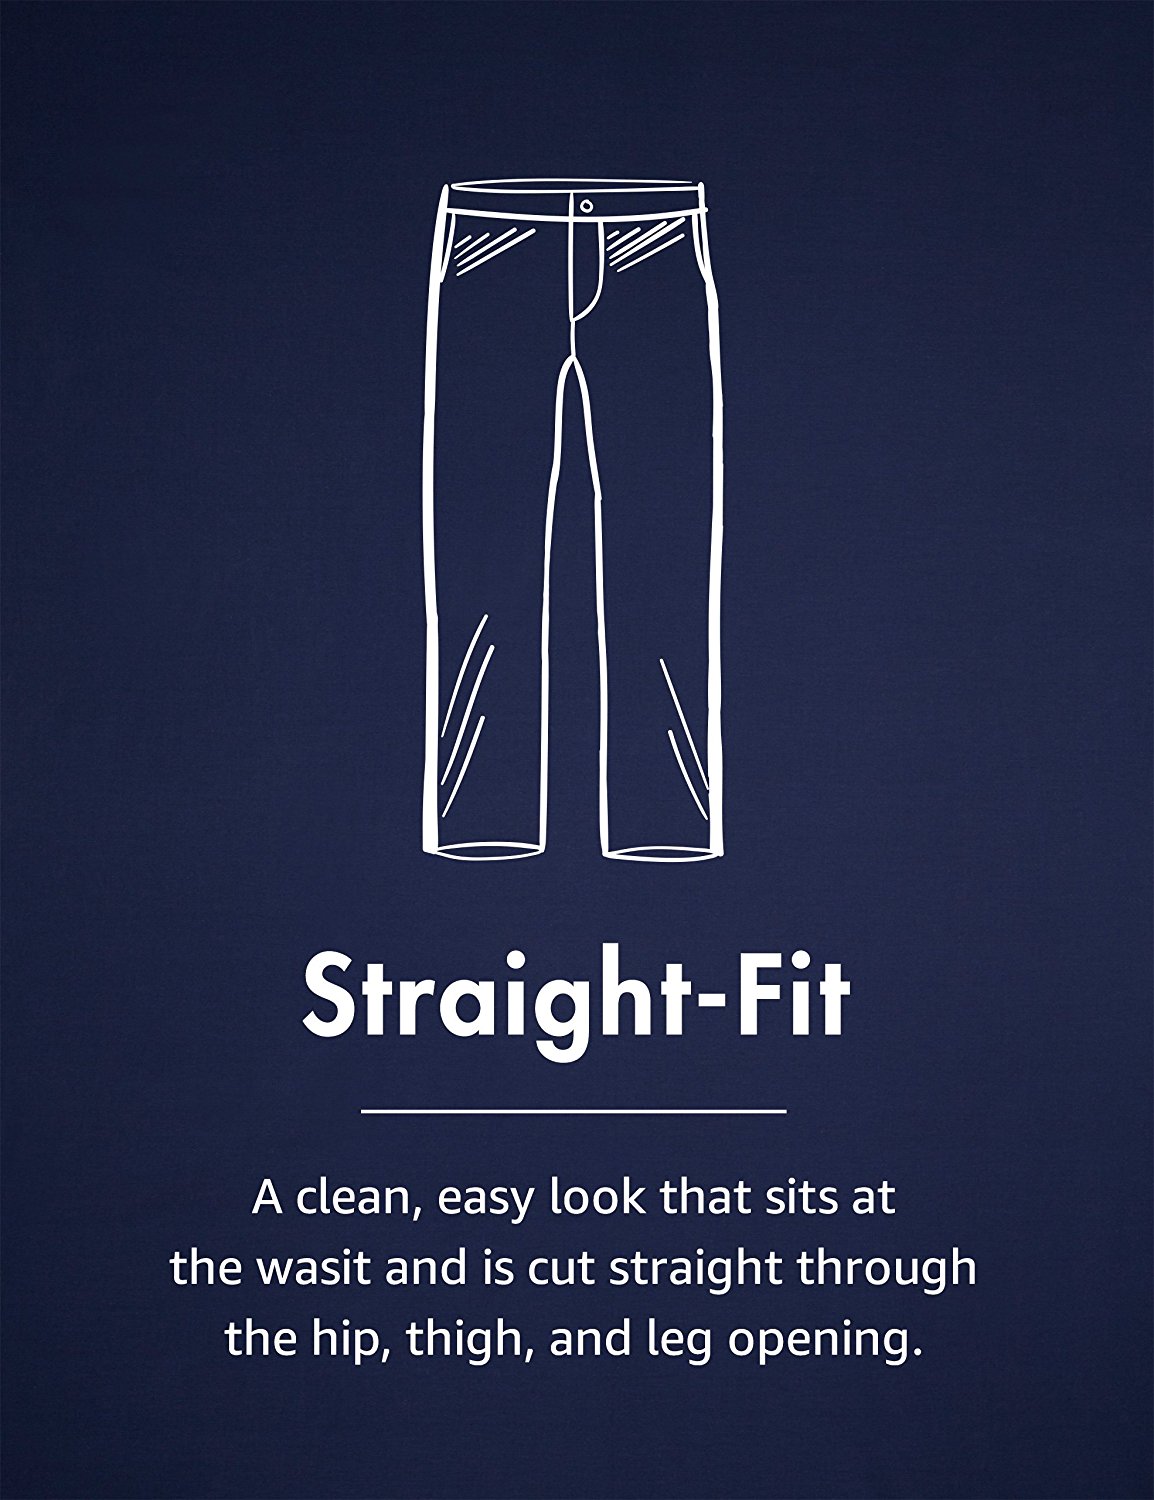 Straight-Fit
A clean, easy look that sits at
the wasit and is cut straight through
the hip, thigh, and leg opening.